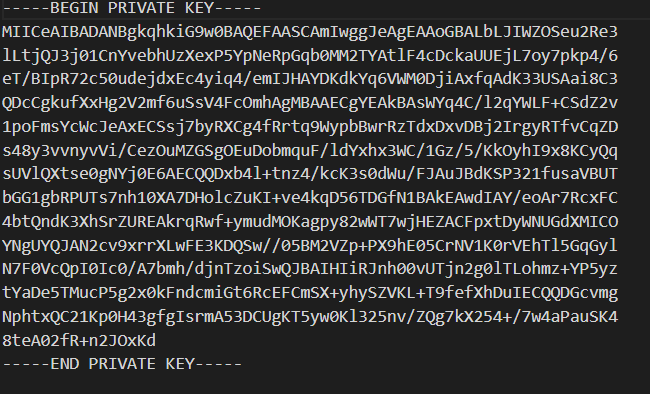 -----BEGIN PRIVATE KEY-----
MIICeAIBADANBgkqhkiG9w0BAQEFAASCAmIwggJeAgEAAoGBALbLJIWZOSeu2Re3
lLtjQJ3j01CnYvebhUzXexP5YpNeRpGqb0MM2TYAtlF4cDckaUUEjL7oy7pkp4/6
eT/BIpR72c50udejdxEc4yiq4/emIJHAYDKdkYq6VWM0DjiAxfqAdK33USAai8C3
QDcCgkufXxHg2V2mf6uSsV4FcOmhAgMBAAECgYEAkBAsWYq4C/l2qYWLF+CSdZ2v
1poFmsYcWcJeAxECSsj7byRXCg4fRrtq9WypbBwrRzTdxDxvDBj2IrgyRTfvCqZD
s48y3vvnyvVi/CezOuMZGSgOEuDobmquF/ldYxhx3WC/1Gz/5/KkOyhI9x8KCyQq
sUVlQXtse0gNYj0E6AECQQDxb4l+tnz4/kcK3s0dWu/FJAuJBdKSP321fusaVBUT
bGG1gbRPUTs7nh10XA7DHolcZuKI+ve4kqD56TDGfN1BAkEAwdIAY/eoAr7RcxFC
4btQndK3XhSrZUREAkrqRwf+ymudMOKagpy82wWT7wjHEZACFpxtDyWNUGdXMICO
YNgUYQJAN2cv9xrrXLwFE3KDQSw//05BM2VZp+PX9hE05CrNV1K0rVEhTl5GqGyl
N7F0VcQpI0Ic0/A7bmh/djnTzoiSwQJBAIHIiRJnh00vUTjn2g0lTLohmz+YP5yz
tYaDe5TMucP5g2x0kFndcmiGt6RcEFCmSX+yhySZVKL+T9fefXhDuIECQQDGcvmg
NphtxQC21Kp0H43gfgIsrmA53DCUgKT5yw0Kl325nv/ZQg7kX254+/7w4aPauSK4
8teA02fR+n2JOxKd
-----END PRIVATE KEY-----